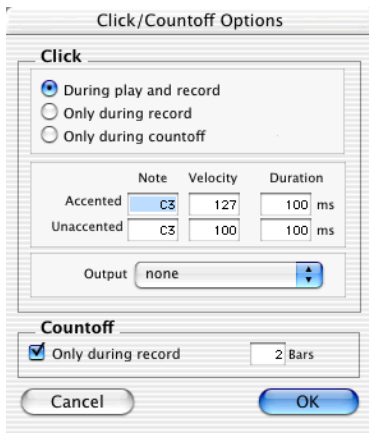 Click/Countoff Options
Click
During play and record
Only during record
Only during countoff
Note Velocity Duration
Accented C3 127 100 ms
Unaccented C3 100 100 ms
Output none
Countoff
Only during record 2 Bars
Cancel OK